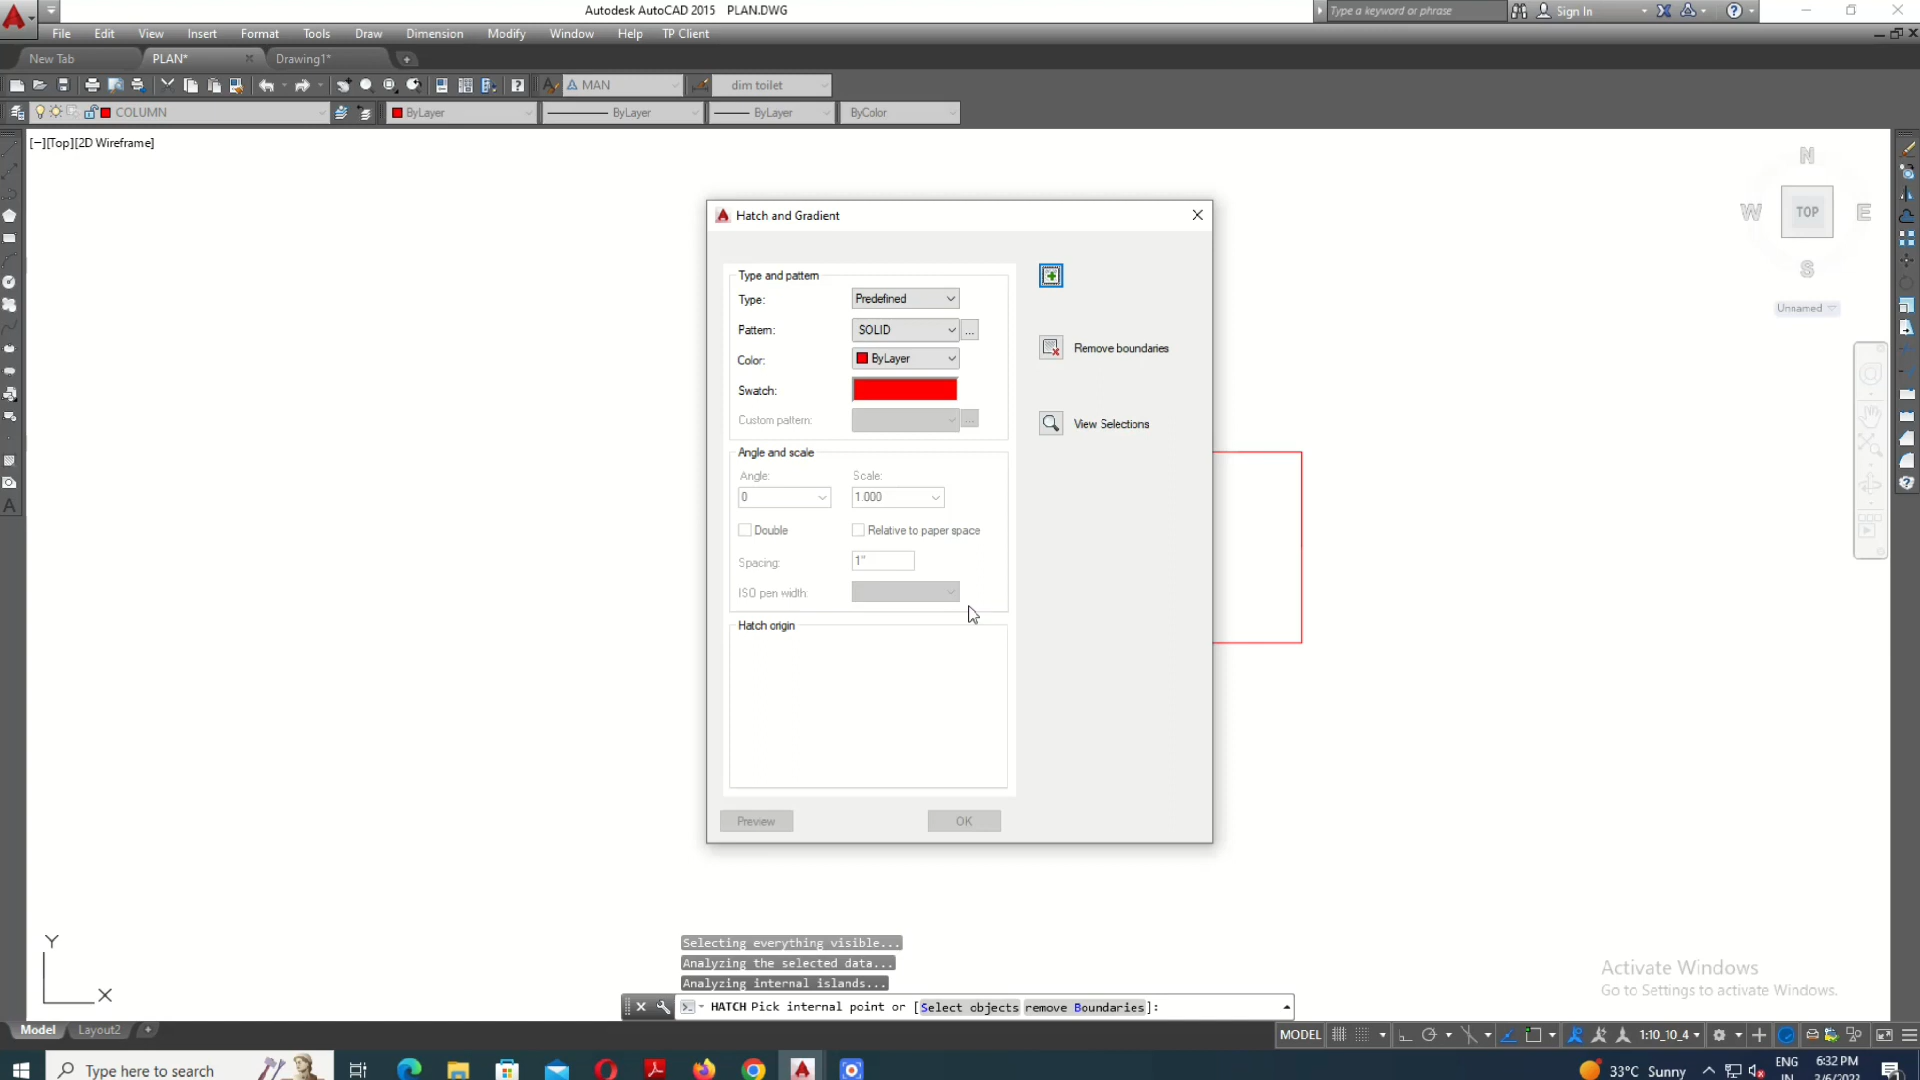 Autodesk AutoCAD 2015 PLAN.DWG
Type a keyword or phrase
Sign In
File Edit View Insert Format Tools Draw Dimension Modify Window Help TP Client
New Tab PLAN* Drawing1*
MAN dim toilet
COLUMN ByLayer ByLayer ByLayer ByColor
[−][Top][2D Wireframe]
N
W TOP E
S
Unnamed
Hatch and Gradient
Type and pattern
Type: Predefined
Pattern: SOLID ...
Color: ByLayer
Swatch:
Custom pattern: ...
Remove boundaries
View Selections
Angle and scale
Angle: Scale:
0 1.000
Double Relative to paper space
Spacing: 1"
ISO pen width:
Hatch origin
Preview OK
Y
X
Selecting everything visible...
Analyzing the selected data...
Analyzing internal islands...
HATCH Pick internal point or [Select objects remove Boundaries]:
Activate Windows
Go to Settings to activate Windows.
Model Layout2
MODEL 1:10_10_4
Type here to search
33°C Sunny
ENG
IN
6:32 PM